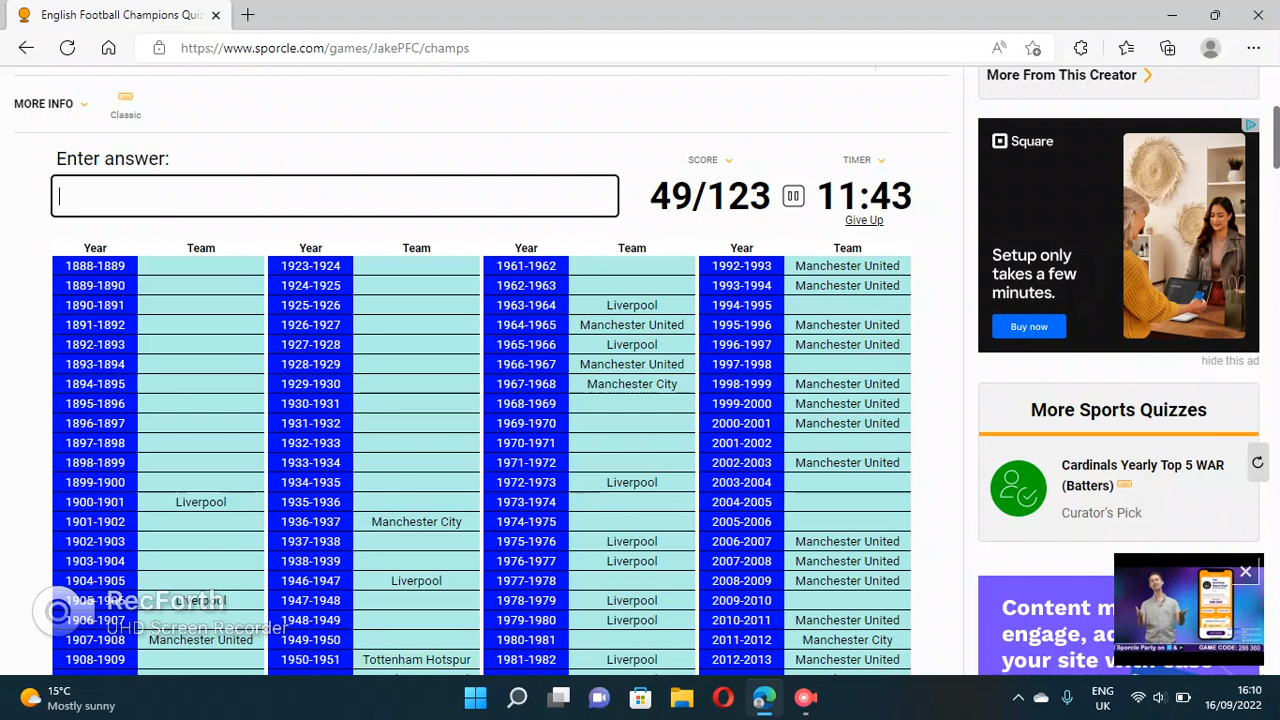 English Football Champions Quiz
https://www.sporcle.com/games/JakePFC/champs
MORE INFO
Classic
More From This Creator
Enter answer:
SCORE
TIMER
49/123
11:43
Give Up
Year Team Year Team Year Team Year Team
1888-1889 1923-1924 1961-1962 1992-1993 Manchester United
1889-1890 1924-1925 1962-1963 1993-1994 Manchester United
1890-1891 1925-1926 1963-1964 Liverpool 1994-1995
1891-1892 1926-1927 1964-1965 Manchester United 1995-1996 Manchester United
1892-1893 1927-1928 1965-1966 Liverpool 1996-1997 Manchester United
1893-1894 1928-1929 1966-1967 Manchester United 1997-1998
1894-1895 1929-1930 1967-1968 Manchester City 1998-1999 Manchester United
1895-1896 1930-1931 1968-1969 1999-2000 Manchester United
1896-1897 1931-1932 1969-1970 2000-2001 Manchester United
1897-1898 1932-1933 1970-1971 2001-2002
1898-1899 1933-1934 1971-1972 2002-2003 Manchester United
1899-1900 1934-1935 1972-1973 Liverpool 2003-2004
1900-1901 Liverpool 1935-1936 1973-1974 2004-2005
1901-1902 1936-1937 Manchester City 1974-1975 2005-2006
1902-1903 1937-1938 1975-1976 Liverpool 2006-2007 Manchester United
1903-1904 1938-1939 1976-1977 Liverpool 2007-2008 Manchester United
1904-1905 1946-1947 Liverpool 1977-1978 2008-2009 Manchester United
1905-1906 Liverpool 1947-1948 1978-1979 Liverpool 2009-2010
1906-1907 1948-1949 1979-1980 Liverpool 2010-2011 Manchester United
1907-1908 Manchester United 1949-1950 1980-1981 2011-2012 Manchester City
1908-1909 1950-1951 Tottenham Hotspur 1981-1982 Liverpool 2012-2013 Manchester United
RecForth
UHD Screen Recorder
Square
Setup only
takes a few
minutes.
Buy now
hide this ad
More Sports Quizzes
Cardinals Yearly Top 5 WAR
(Batters)
Curator's Pick
Content m
engage, ad
your site with
Sporcle Party on
GAME CODE: 286 360
15°C
Mostly sunny
ENG
UK
16:10
16/09/2022